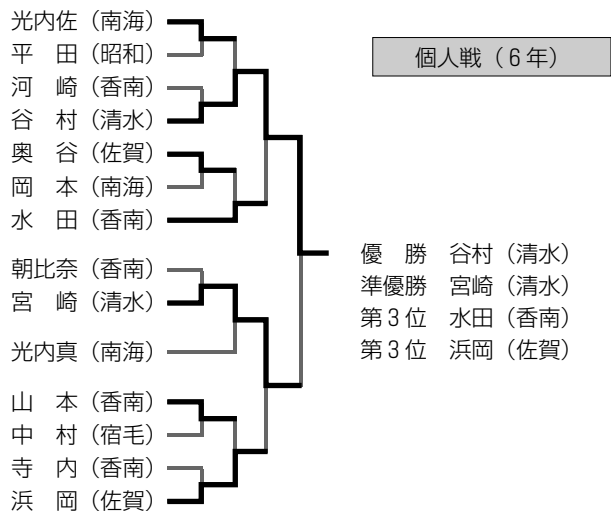 個人戦（６年）
光内佐（南海）
平　田（昭和）
河　崎（香南）
谷　村（清水）
奥　谷（佐賀）
岡　本（南海）
水　田（香南）
朝比奈（香南）
宮　崎（清水）
光内真（南海）
山　本（香南）
中　村（宿毛）
寺　内（香南）
浜　岡（佐賀）
優　勝　谷村（清水）
準優勝　宮崎（清水）
第３位　水田（香南）
第３位　浜岡（佐賀）